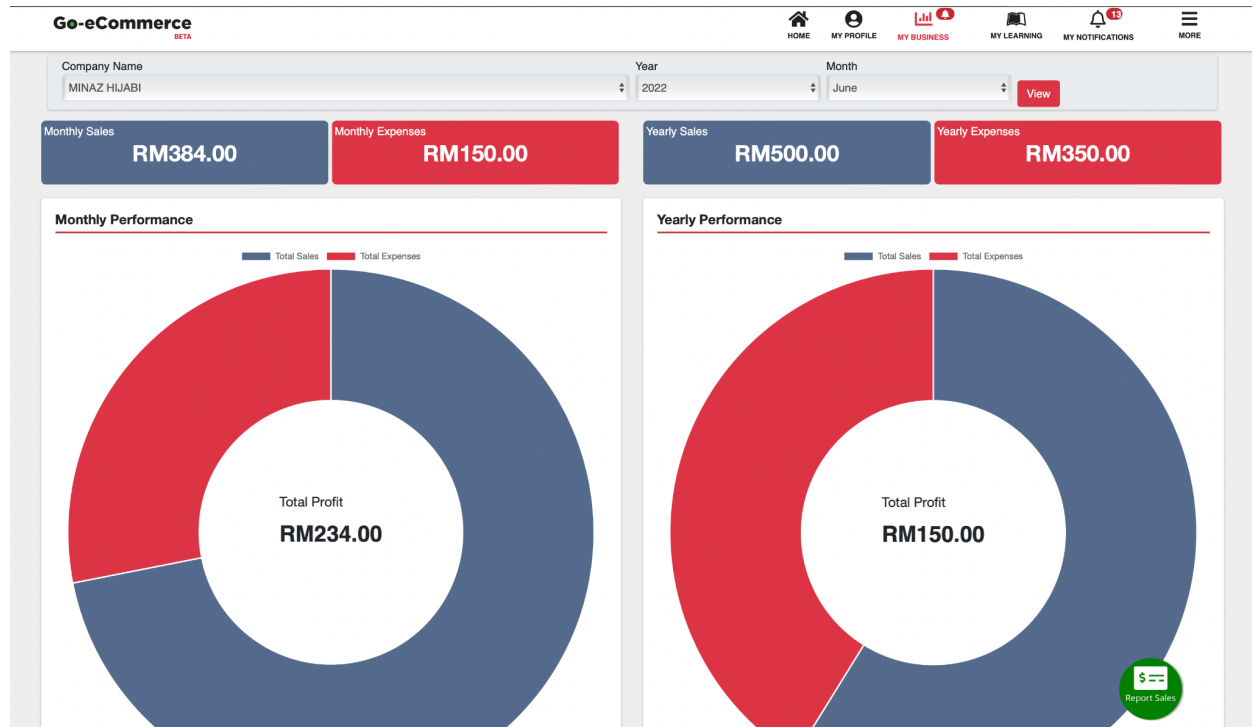 Go-eCommerce
BETA
HOME
MY PROFILE
MY BUSINESS
MY LEARNING
13
MY NOTIFICATIONS
MORE
Company Name
Year
Month
MINAZ HIJABI
2022
June
View
Monthly Sales
RM384.00
Monthly Expenses
RM150.00
Yearly Sales
RM500.00
Yearly Expenses
RM350.00
Monthly Performance
Total Sales
Total Expenses
Total Profit
RM234.00
Yearly Performance
Total Sales
Total Expenses
Total Profit
RM150.00
$
Report Sales